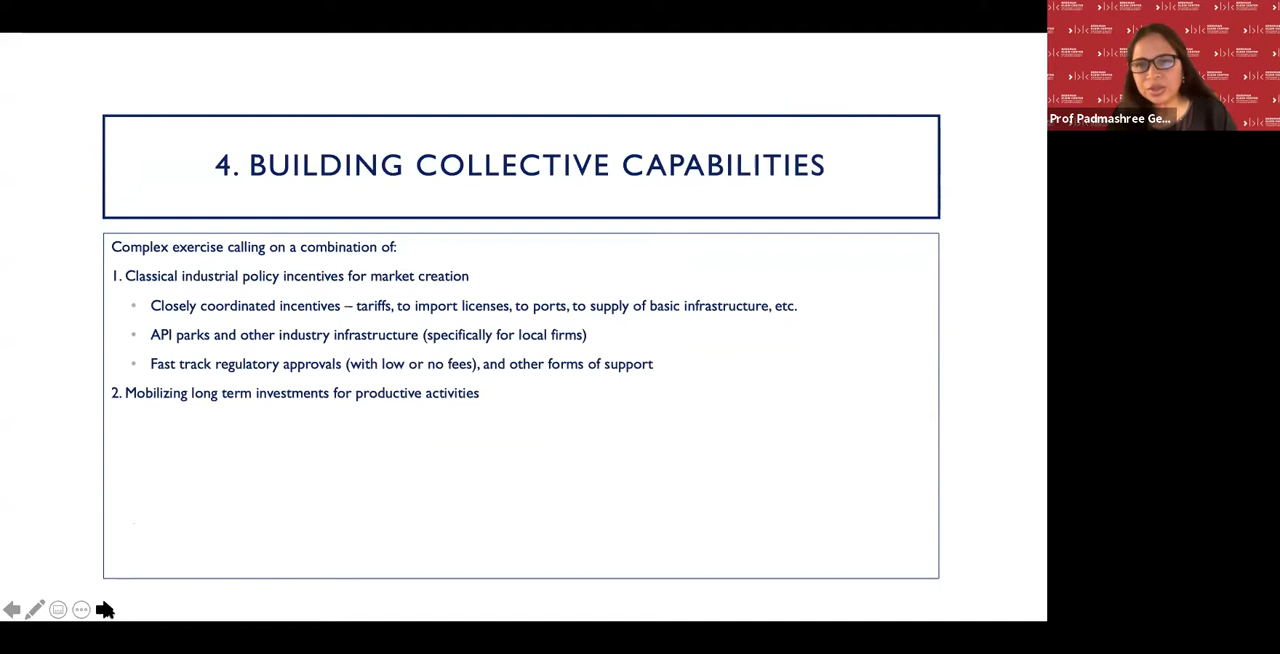 4. BUILDING COLLECTIVE CAPABILITIES
Complex exercise calling on a combination of:
1. Classical industrial policy incentives for market creation
• Closely coordinated incentives – tariffs, to import licenses, to ports, to supply of basic infrastructure, etc.
• API parks and other industry infrastructure (specifically for local firms)
• Fast track regulatory approvals (with low or no fees), and other forms of support
2. Mobilizing long term investments for productive activities
Prof Padmashree Ge...